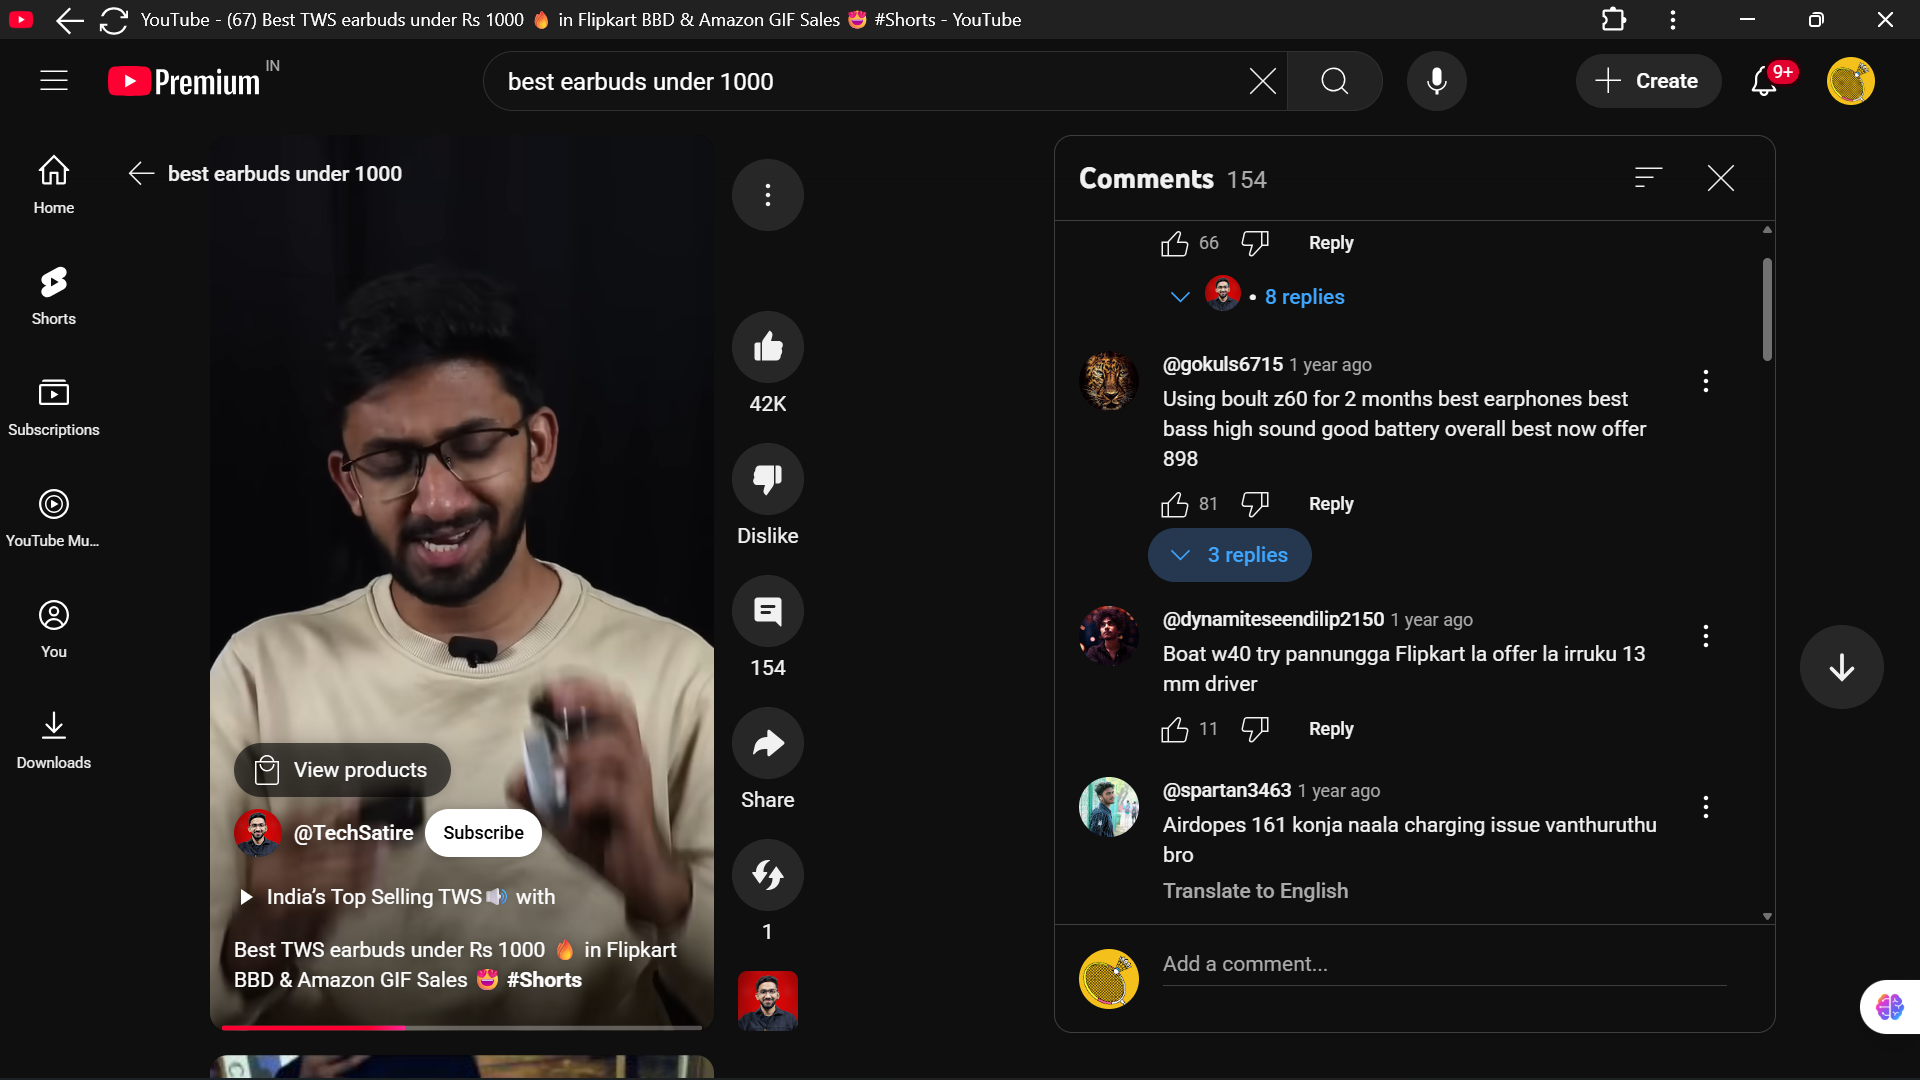 YouTube - (67) Best TWS earbuds under Rs 1000 🔥 in Flipkart BBD & Amazon GIF Sales 😍 #Shorts - YouTube
Premium IN
best earbuds under 1000
Create
9+
Home
Shorts
Subscriptions
YouTube Mu...
You
Downloads
best earbuds under 1000
View products
@TechSatire
Subscribe
India's Top Selling TWS🔊 with
Best TWS earbuds under Rs 1000 🔥 in Flipkart
BBD & Amazon GIF Sales 😍 #Shorts
42K
Dislike
154
Share
1
Comments 154
66 Reply
• 8 replies
@gokuls6715 1 year ago
Using boult z60 for 2 months best earphones best
bass high sound good battery overall best now offer
898
81 Reply
3 replies
@dynamiteseendilip2150 1 year ago
Boat w40 try pannungga Flipkart la offer la irruku 13
mm driver
11 Reply
@spartan3463 1 year ago
Airdopes 161 konja naala charging issue vanthuruthu
bro
Translate to English
Add a comment...